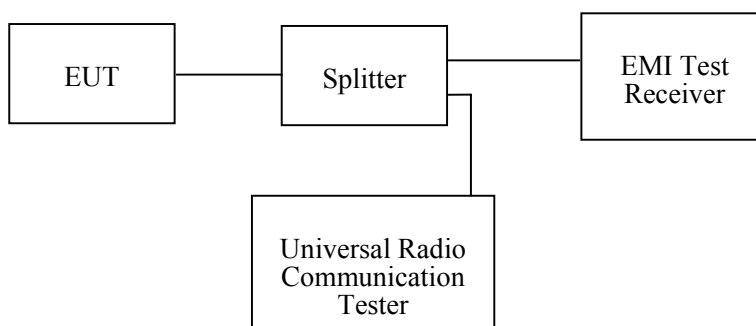 EUT
Splitter
EMI Test
Receiver
Universal Radio
Communication
Tester